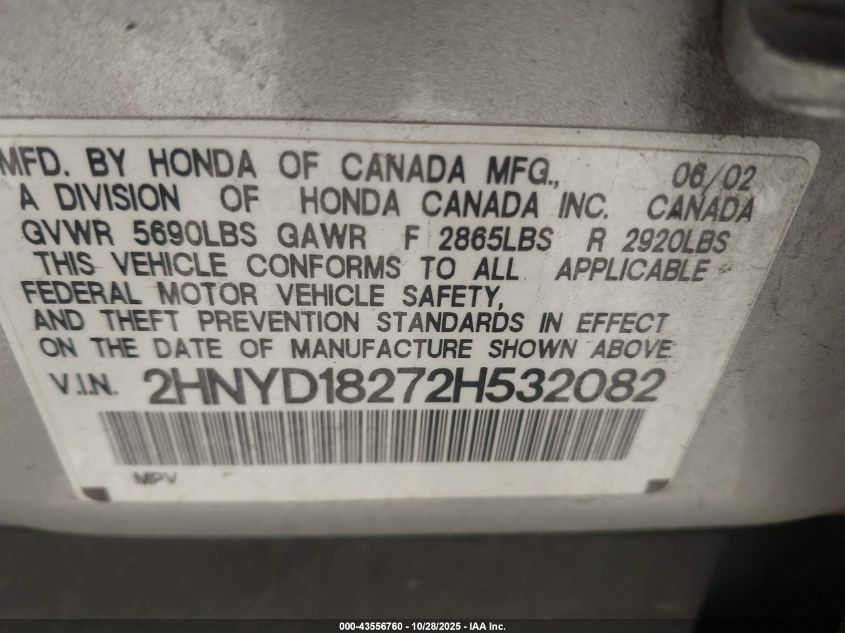 MFD. BY HONDA OF CANADA MFG., 06/02
A DIVISION OF HONDA CANADA INC. CANADA
GVWR 5690LBS GAWR F 2865LBS R 2920LBS
THIS VEHICLE CONFORMS TO ALL APPLICABLE
FEDERAL MOTOR VEHICLE SAFETY,
AND THEFT PREVENTION STANDARDS IN EFFECT
ON THE DATE OF MANUFACTURE SHOWN ABOVE
V.I.N. 2HNYD18272H532082
MPV
000-43556760 - 10/28/2025 - IAA Inc.